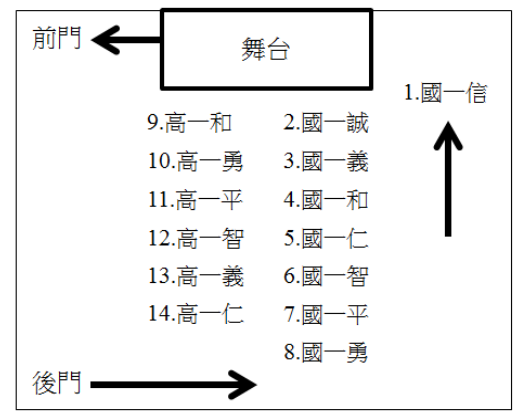 前門
舞台
1.國一信
9.高一和 2.國一誠
10.高一勇 3.國一義
11.高一平 4.國一和
12.高一智 5.國一仁
13.高一義 6.國一智
14.高一仁 7.國一平
8.國一勇
後門